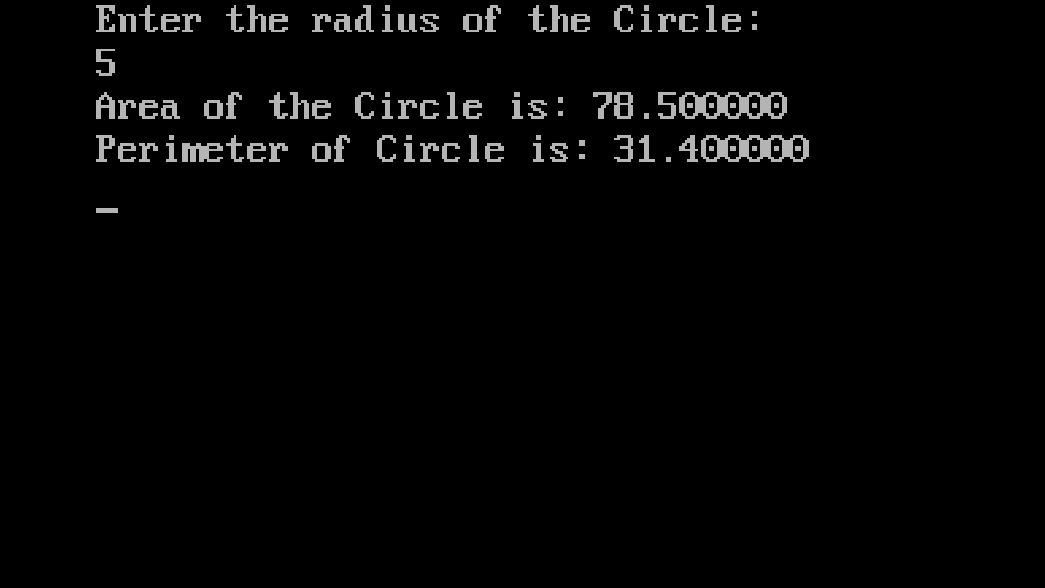 Enter the radius of the Circle:
5
Area of the Circle is: 78.500000
Perimeter of Circle is: 31.400000
_